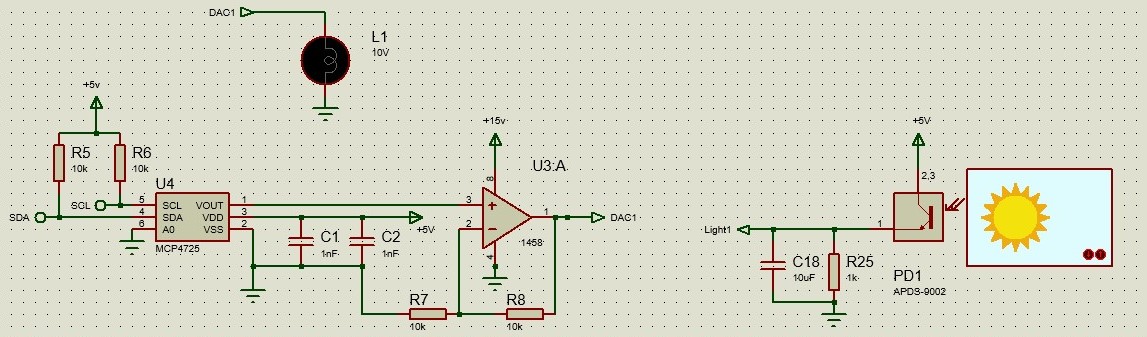 DAC1
L1
10V
+5v
R5
10k
R6
10k
U4
SCL
SDA
5 SCL VOUT 1
4 SDA VDD 3
6 A0 VSS 2
MCP4725
+5V
C1
1nF
C2
1nF
+15v
U3:A
8
3
2
1
4
1458
DAC1
R7
10k
R8
10k
+5V
2,3
Light1
1
C18
10uF
R25
1k
PD1
APDS-9002